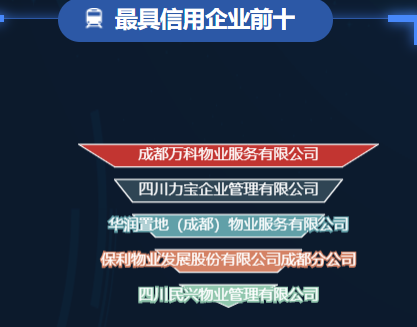 最具信用企业前十
成都万科物业服务有限公司
四川力宝企业管理有限公司
华润置地（成都）物业服务有限公司
保利物业发展股份有限公司成都分公司
四川民兴物业管理有限公司